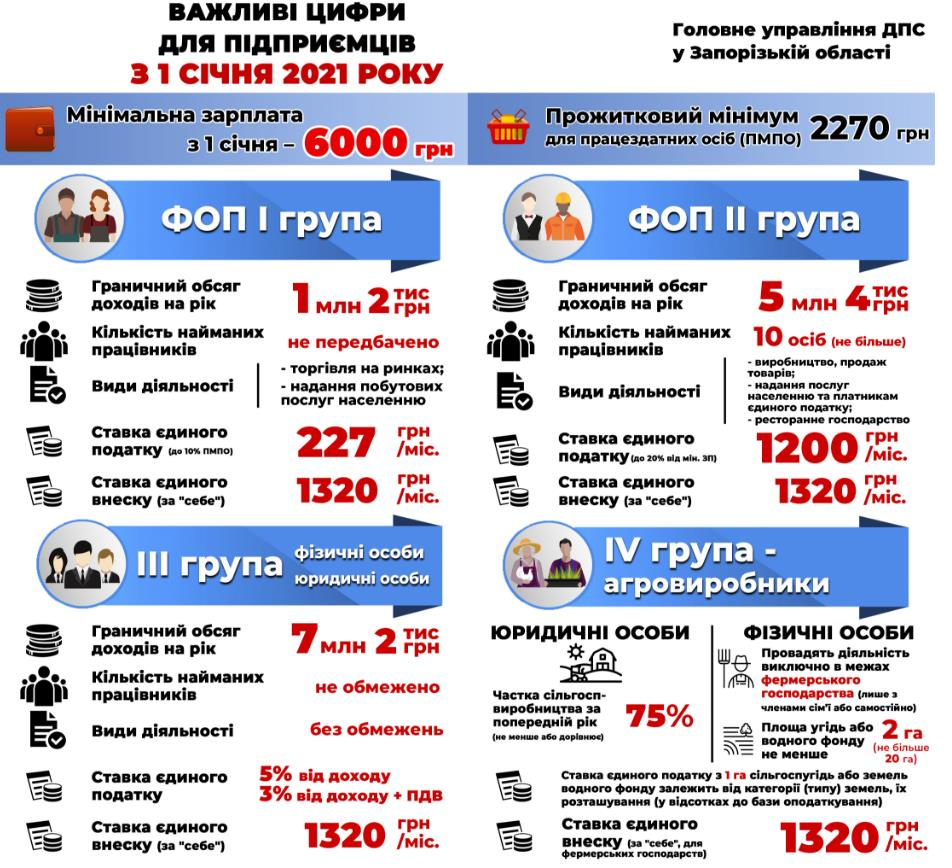 ВАЖЛИВІ ЦИФРИ
ДЛЯ ПІДПРИЄМЦІВ
З 1 СІЧНЯ 2021 РОКУ
Головне управління ДПС
у Запорізькій області
Мінімальна зарплата
з 1 січня – 6000 грн
Прожитковий мінімум
для працездатних осіб (ПМПО) 2270 грн
ФОП І група
Граничний обсяг
доходів на рік
1 млн 2 тис грн
Кількість найманих
працівників
не передбачено
Види діяльності
- торгівля на ринках;
- надання побутових
послуг населенню
Ставка єдиного
податку (до 10% ПМПО)
227 грн /міс.
Ставка єдиного
внеску (за "себе")
1320 грн /міс.
ФОП ІІ група
Граничний обсяг
доходів на рік
5 млн 4 тис грн
Кількість найманих
працівників
10 осіб (не більше)
Види діяльності
- виробництво, продаж
товарів;
- надання послуг
населенню та платникам
єдиного податку;
- ресторанне господарство
Ставка єдиного
податку (до 20% від мін. ЗП)
1200 грн /міс.
Ставка єдиного
внеску (за "себе")
1320 грн /міс.
ІІІ група
фізичні особи
юридичні особи
Граничний обсяг
доходів на рік
7 млн 2 тис грн
Кількість найманих
працівників
не обмежено
Види діяльності
без обмежень
Ставка єдиного
податку
5% від доходу
3% від доходу + ПДВ
Ставка єдиного
внеску (за "себе")
1320 грн /міс.
IV група -
агровиробники
ЮРИДИЧНІ ОСОБИ
Частка сільгосп-
виробництва за
попередній рік
(не менше або дорівнює)
75%
ФІЗИЧНІ ОСОБИ
Провадять діяльність
виключно в межах
фермерського
господарства (лише з
членами сім'ї або самостійно)
Площа угідь або
водного фонду
не менше
2 га
(не більше
20 га)
Ставка єдиного податку з 1 га сільгоспугідь або земель
водного фонду залежить від категорії (типу) земель, їх
розташування (у відсотках до бази оподаткування)
Ставка єдиного
внеску (за "себе", для
фермерських господарств)
1320 грн /міс.